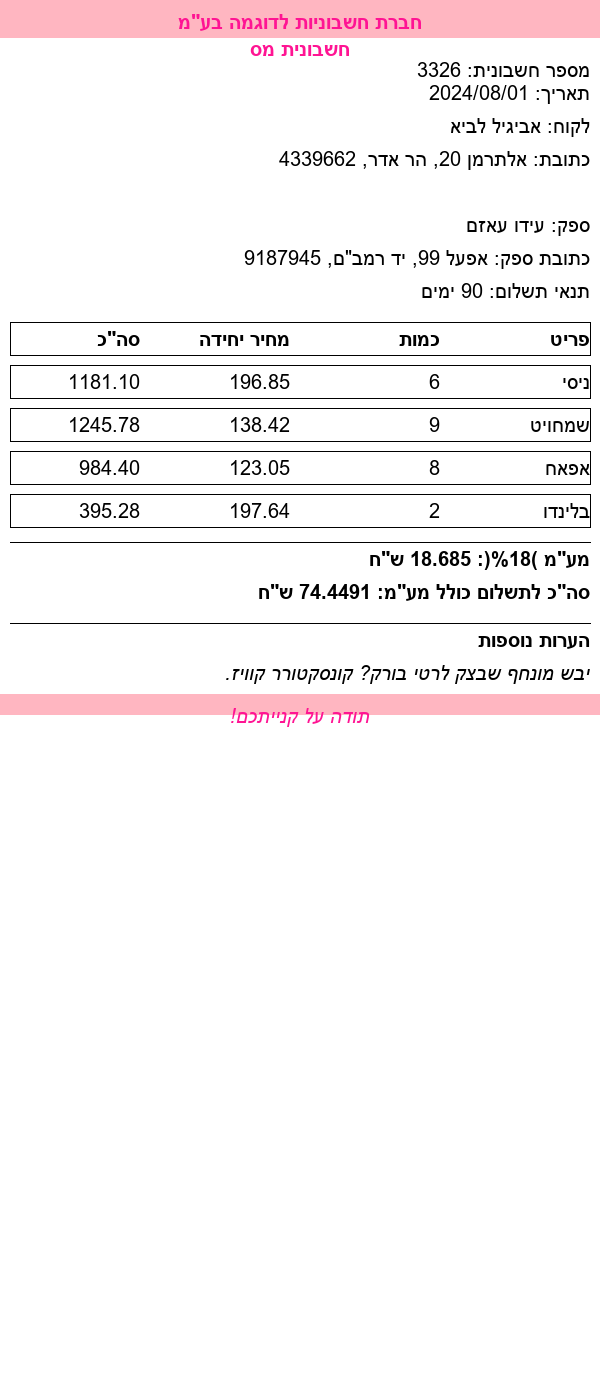 חברת חשבוניות לדוגמה בע"מ
חשבונית מס
מספר חשבונית: 3326
תאריך: 2024/08/01
לקוח: אביגיל לביא
כתובת: אלתרמן 20, הר אדר, 4339662
ספק: עידו עאזם
כתובת ספק: אפעל 99, יד רמב"ם, 9187945
תנאי תשלום: 90 ימים
פריט כמות מחיר יחידה סה"כ
ניסי 6 196.85 1181.10
שמחויט 9 138.42 1245.78
אפאח 8 123.05 984.40
בלינדו 2 197.64 395.28
מע"מ )18%(: 18.685 ש"ח
סה"כ לתשלום כולל מע"מ: 74.4491 ש"ח
הערות נוספות
יבש מונחף שבצק לרטי בורק? קונסקטורר קוויז.
תודה על קנייתכם!